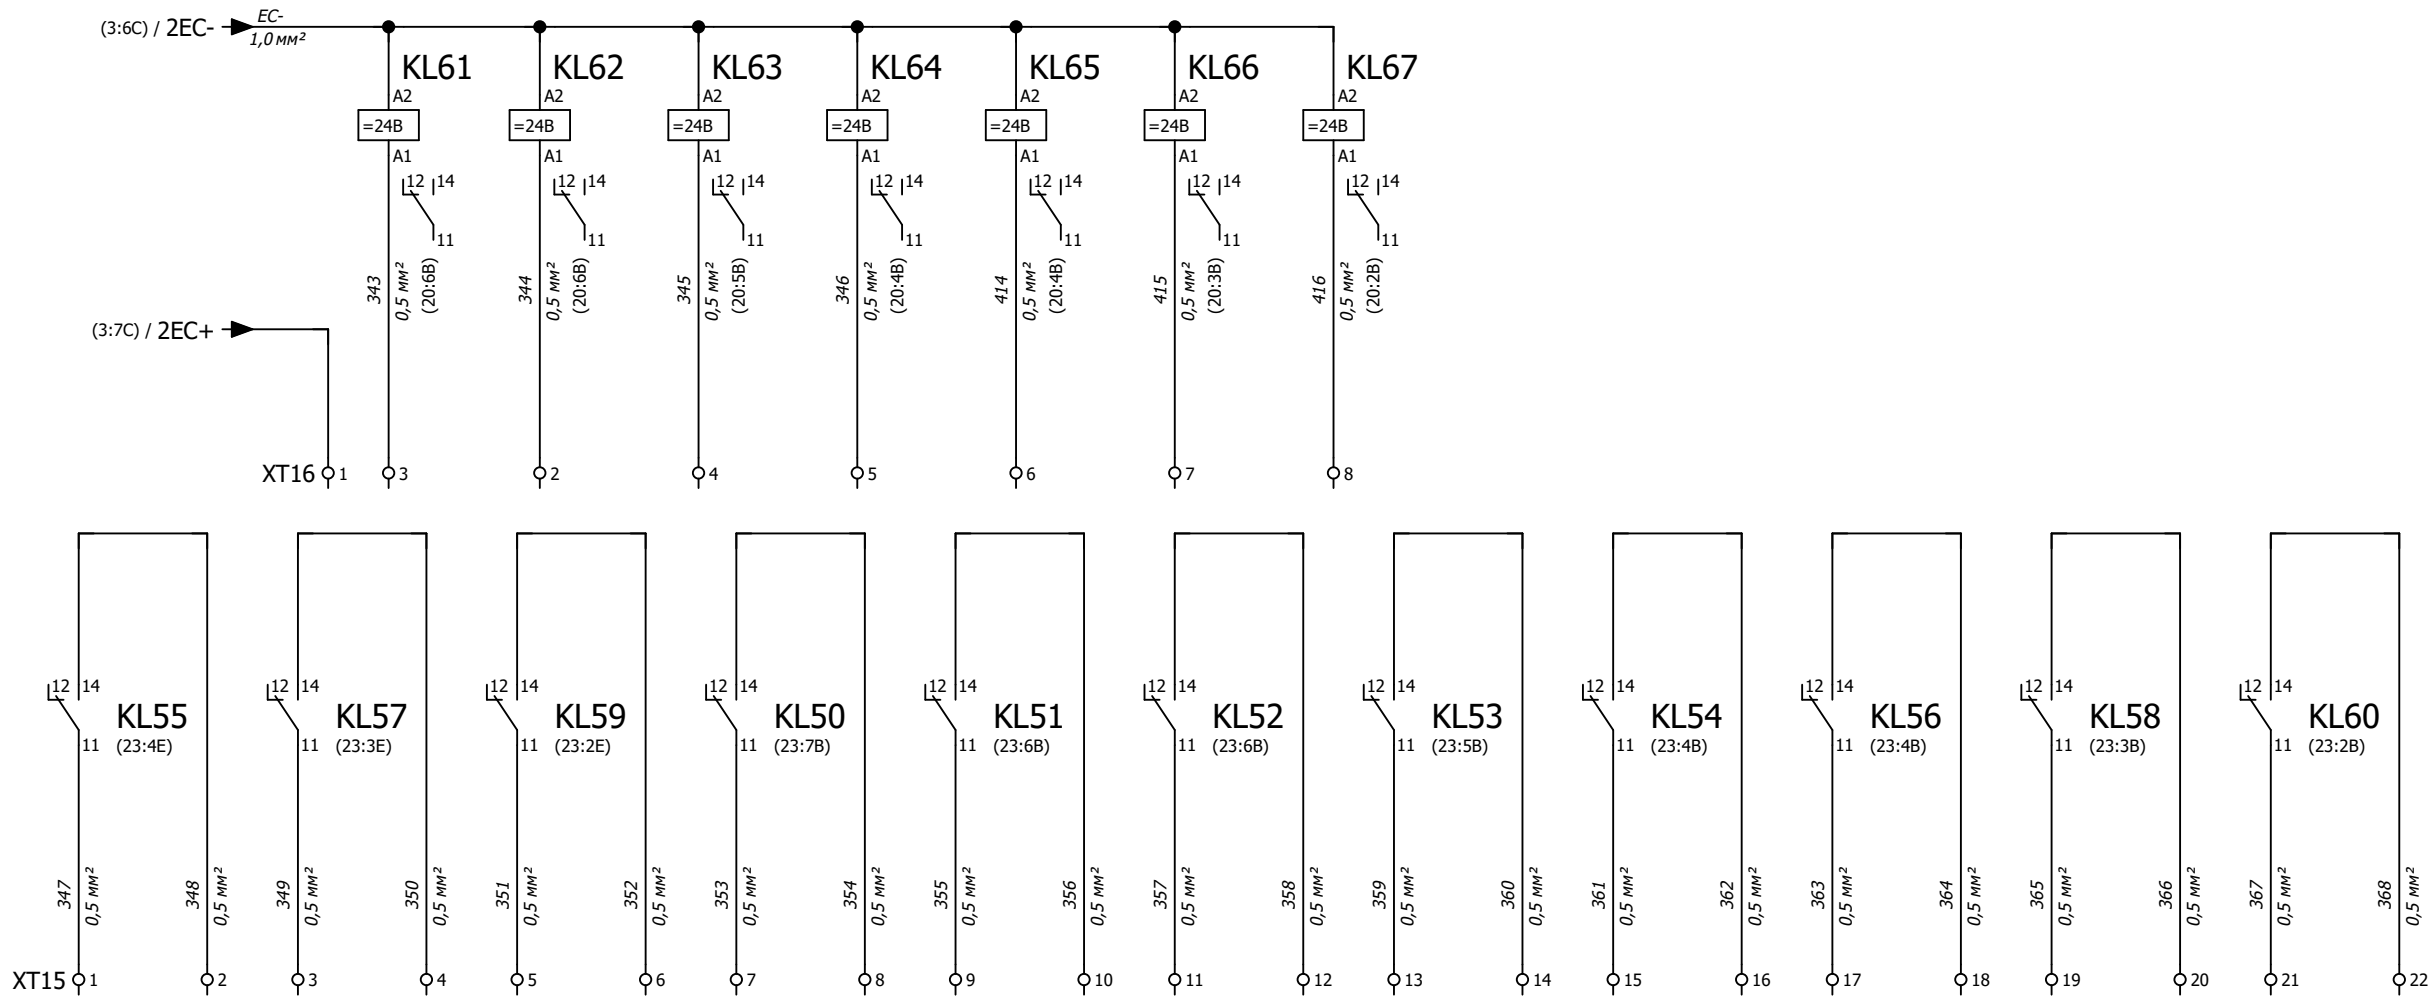 (3:6C) / 2EC-
EC-
1,0 мм²
KL61 KL62 KL63 KL64 KL65 KL66 KL67
A2 A2 A2 A2 A2 A2 A2
=24В =24В =24В =24В =24В =24В =24В
A1 A1 A1 A1 A1 A1 A1
12 14 12 14 12 14 12 14 12 14 12 14 12 14
11 11 11 11 11 11 11
343 0,5 мм² (20:6B)
344 0,5 мм² (20:6B)
345 0,5 мм² (20:5B)
346 0,5 мм² (20:4B)
414 0,5 мм² (20:4B)
415 0,5 мм² (20:3B)
416 0,5 мм² (20:2B)
(3:7C) / 2EC+
XT16 1 3 2 4 5 6 7 8
12 14 12 14 12 14 12 14 12 14 12 14 12 14 12 14 12 14 12 14 12 14
KL55 KL57 KL59 KL50 KL51 KL52 KL53 KL54 KL56 KL58 KL60
11 (23:4E) 11 (23:3E) 11 (23:2E) 11 (23:7B) 11 (23:6B) 11 (23:6B) 11 (23:5B) 11 (23:4B) 11 (23:4B) 11 (23:3B) 11 (23:2B)
347 0,5 мм²
348 0,5 мм²
349 0,5 мм²
350 0,5 мм²
351 0,5 мм²
352 0,5 мм²
353 0,5 мм²
354 0,5 мм²
355 0,5 мм²
356 0,5 мм²
357 0,5 мм²
358 0,5 мм²
359 0,5 мм²
360 0,5 мм²
361 0,5 мм²
362 0,5 мм²
363 0,5 мм²
364 0,5 мм²
365 0,5 мм²
366 0,5 мм²
367 0,5 мм²
368 0,5 мм²
XT15 1 2 3 4 5 6 7 8 9 10 11 12 13 14 15 16 17 18 19 20 21 22